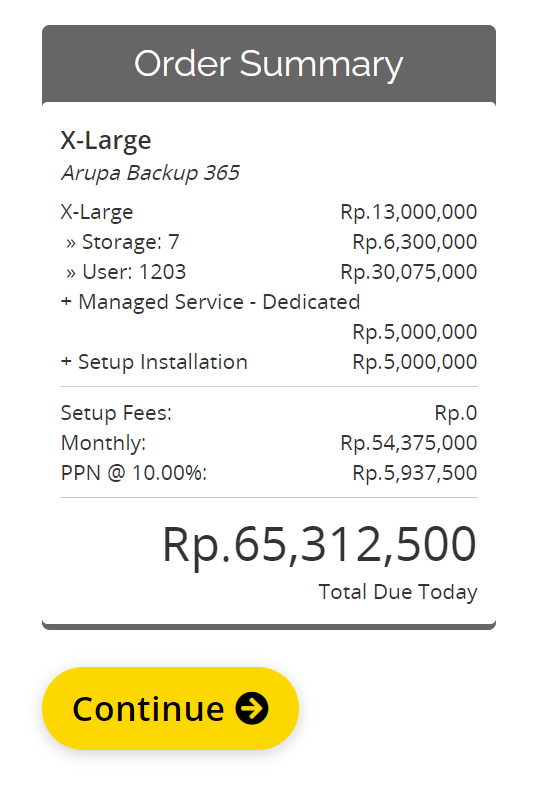 Order Summary
X-Large
Arupa Backup 365
X-Large Rp.13,000,000
» Storage: 7 Rp.6,300,000
» User: 1203 Rp.30,075,000
+ Managed Service - Dedicated
Rp.5,000,000
+ Setup Installation Rp.5,000,000
Setup Fees: Rp.0
Monthly: Rp.54,375,000
PPN @ 10.00%: Rp.5,937,500
Rp.65,312,500
Total Due Today
Continue